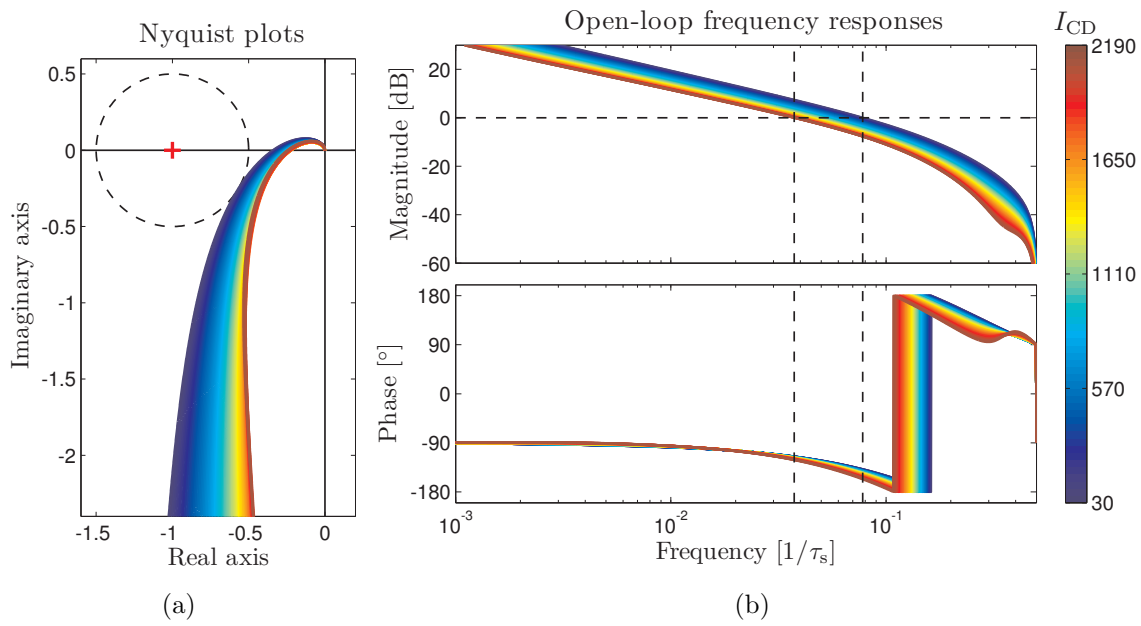 Nyquist plots
0.5
0
-0.5
-1
-1.5
-2
-1.5
-1
-0.5
0
Imaginary axis
Real axis
(a)
Open-loop frequency responses
20
0
-20
-40
-60
Magnitude [dB]
180
90
0
-90
-180
Phase [°]
10⁻³
10⁻²
10⁻¹
Frequency [1/τₛ]
(b)
I_CD
2190
1650
1110
570
30